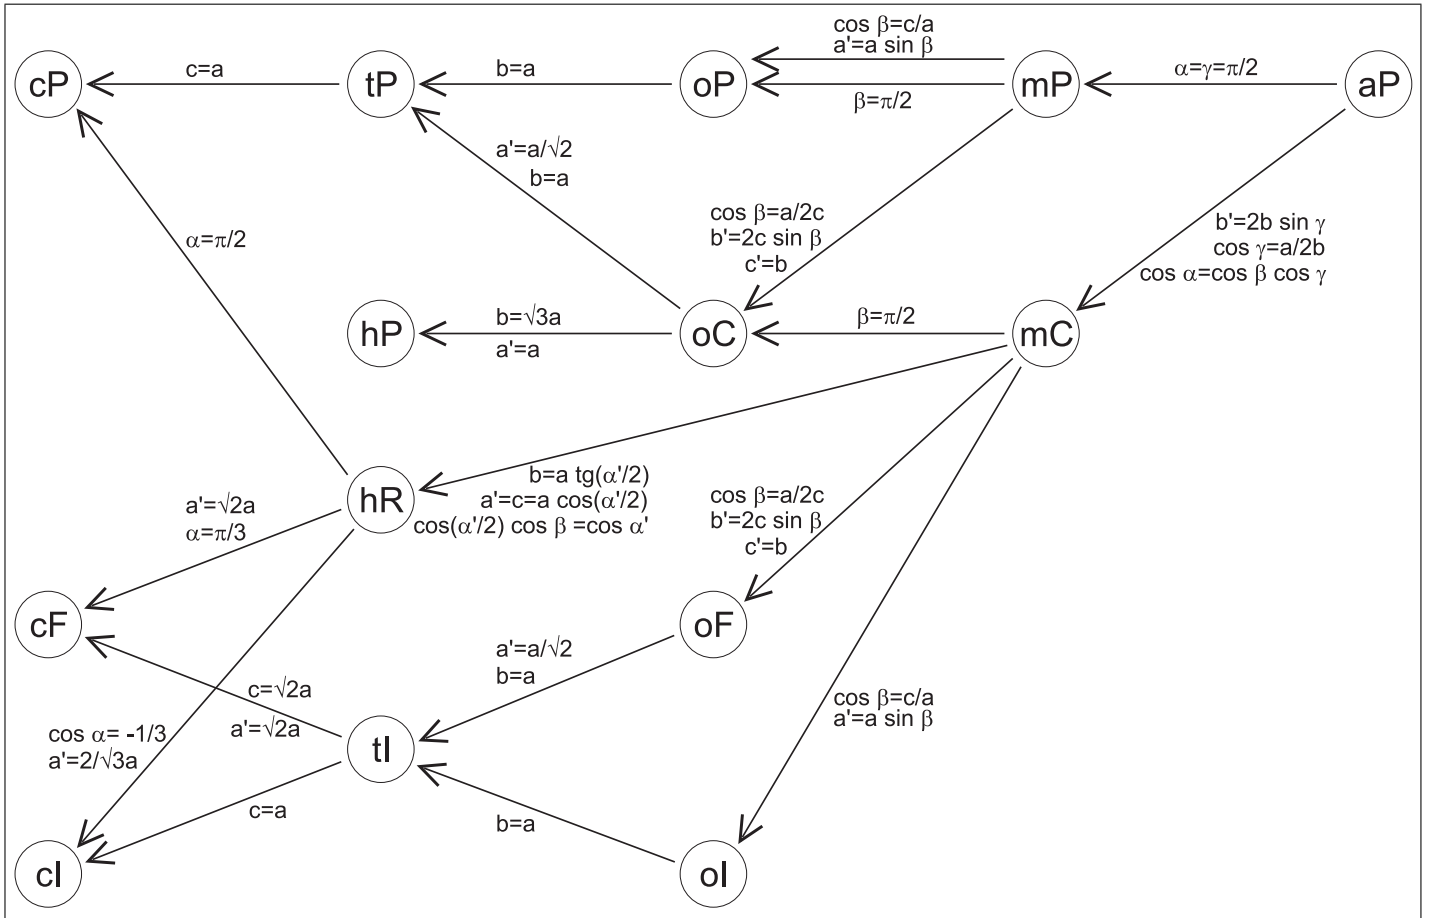 cos β=c/a
a'=a sin β
cP
c=a
tP
b=a
oP
β=π/2
mP
α=γ=π/2
aP
a'=a/√2
b=a
α=π/2
cos β=a/2c
b'=2c sin β
c'=b
b'=2b sin γ
cos γ=a/2b
cos α=cos β cos γ
hP
b=√3a
a'=a
oC
β=π/2
mC
hR
b=a tg(α'/2)
a'=c=a cos(α'/2)
cos(α'/2) cos β =cos α'
a'=√2a
α=π/3
cos β=a/2c
b'=2c sin β
c'=b
cF
oF
a'=a/√2
b=a
c=√2a
a'=√2a
cos α= -1/3
a'=2/√3a
tI
cos β=c/a
a'=a sin β
c=a
b=a
cI
oI